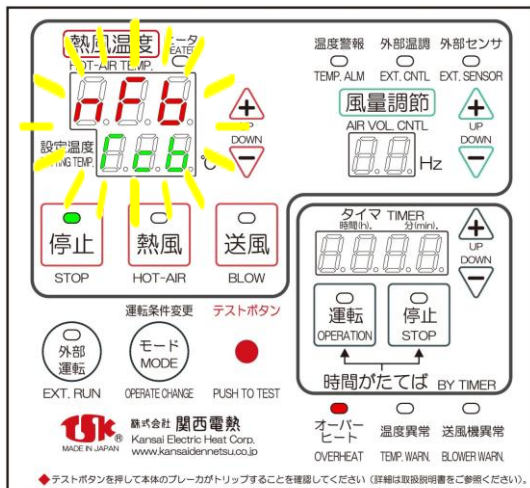 熱風温度 ヒータ
HOT-AIR TEMP. HEATER
nFb
UP
DOWN
設定温度
SETTING TEMP.
Ccb
℃
停止
STOP
熱風
HOT-AIR
送風
BLOW
温度警報 外部温調 外部センサ
TEMP. ALM EXT. CNTL EXT. SENSOR
風量調節
AIR VOL. CNTL
Hz
UP
DOWN
タイマ TIMER
時間(h). 分(min).
UP
DOWN
運転
OPERATION
停止
STOP
時間がたてば BY TIMER
外部
運転
EXT. RUN
運転条件変更
モード
MODE
OPERATE CHANGE
テストボタン
PUSH TO TEST
オーバー
ヒート
OVERHEAT
温度異常
TEMP. WARN.
送風機異常
BLOWER WARN.
TSK®
MADE IN JAPAN
株式会社 関西電熱
Kansai Electric Heat Corp.
www.kansaidennetsu.co.jp
◆テストボタンを押して本体のブレーカがトリップすることを確認してください(詳細は取扱説明書をご参照ください)。